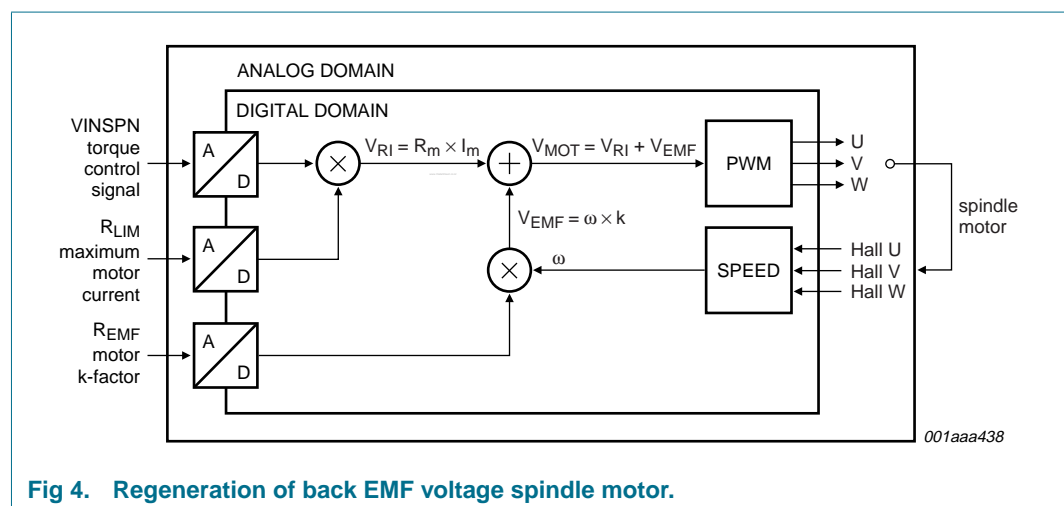 ANALOG DOMAIN
DIGITAL DOMAIN
VINSPN
torque
control
signal
A
D
V_RI = R_m × I_m
V_MOT = V_RI + V_EMF
PWM
U
V
W
V_EMF = ω × k
R_LIM
maximum
motor
current
A
D
ω
SPEED
Hall U
Hall V
Hall W
spindle
motor
R_EMF
motor
k-factor
A
D
001aaa438
Fig 4. Regeneration of back EMF voltage spindle motor.